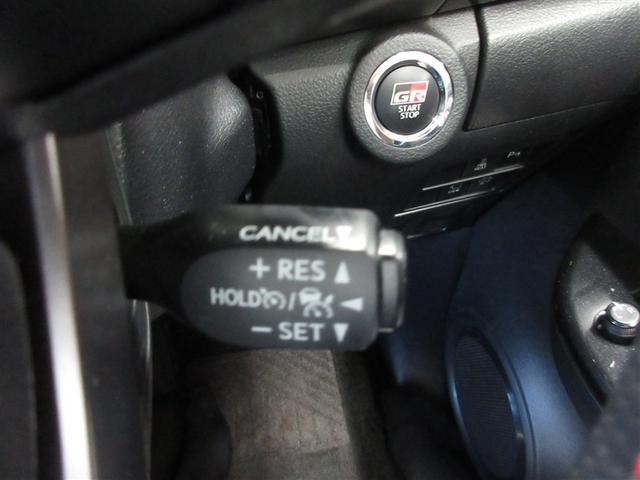 GR
START
STOP
P
CANCEL▼
+ RES ▲
HOLD / ◄
− SET ▼